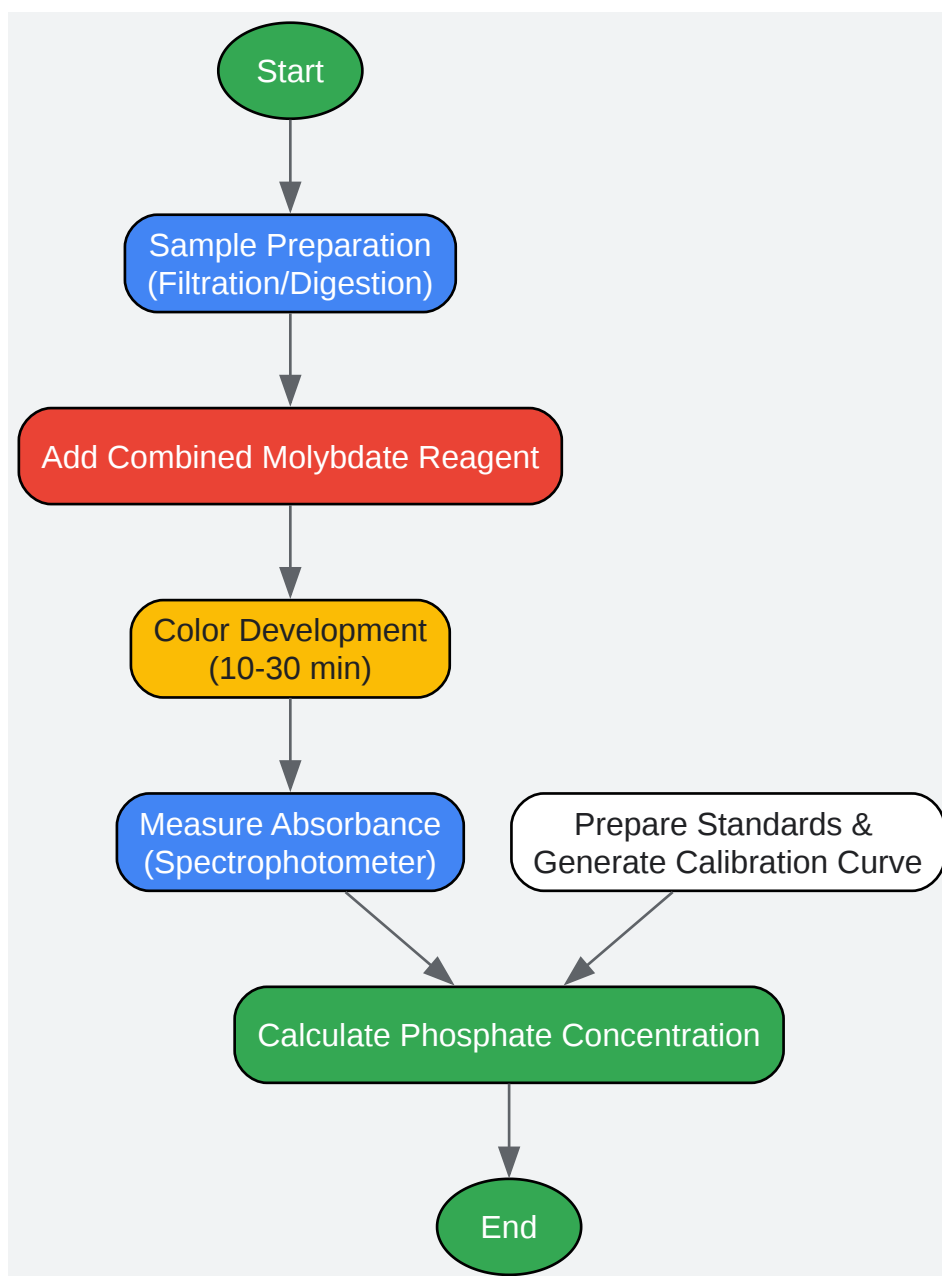 Start
Sample Preparation
(Filtration/Digestion)
Add Combined Molybdate Reagent
Color Development
(10-30 min)
Measure Absorbance
(Spectrophotometer)
Prepare Standards &
Generate Calibration Curve
Calculate Phosphate Concentration
End